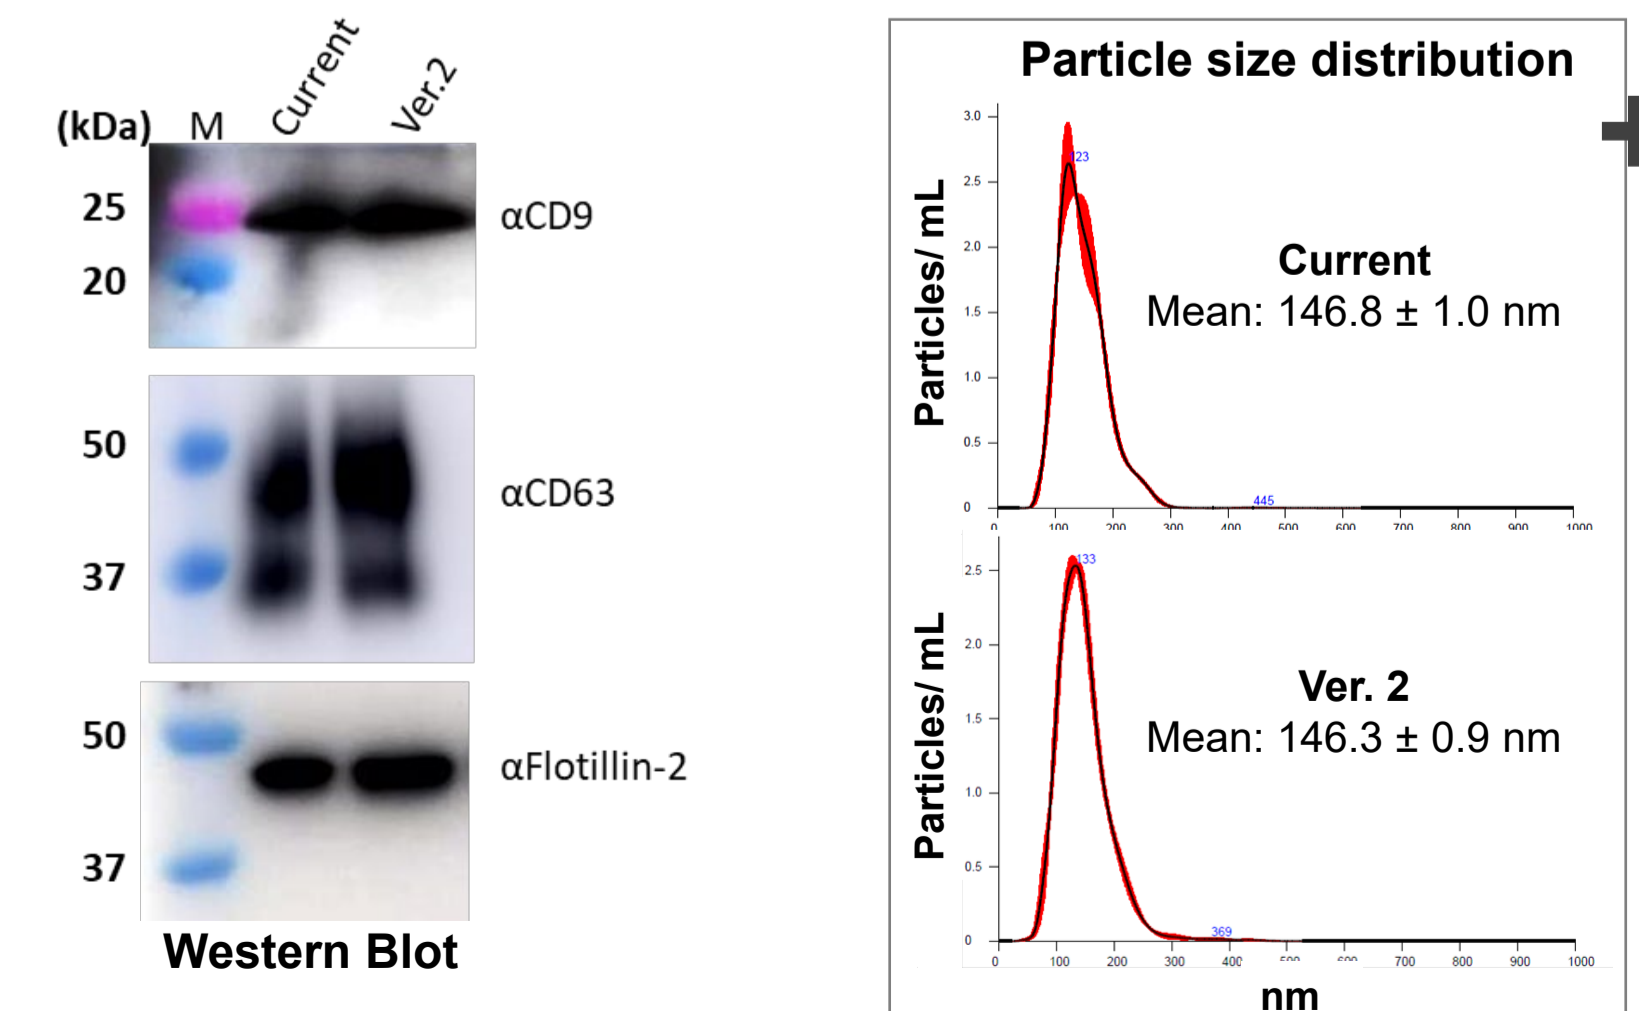 (kDa) M Current Ver.2
25
20
αCD9
50
37
αCD63
50
37
αFlotillin-2
Western Blot
Particle size distribution
Particles/ mL
3.0
2.5
2.0
1.5
1.0
0.5
0
123
445
Current
Mean: 146.8 ± 1.0 nm
0 100 200 300 400 500 600 700 800 900 1000
Particles/ mL
2.5
2.0
1.5
1.0
0.5
0
133
369
Ver. 2
Mean: 146.3 ± 0.9 nm
0 100 200 300 400 500 600 700 800 900 1000
nm